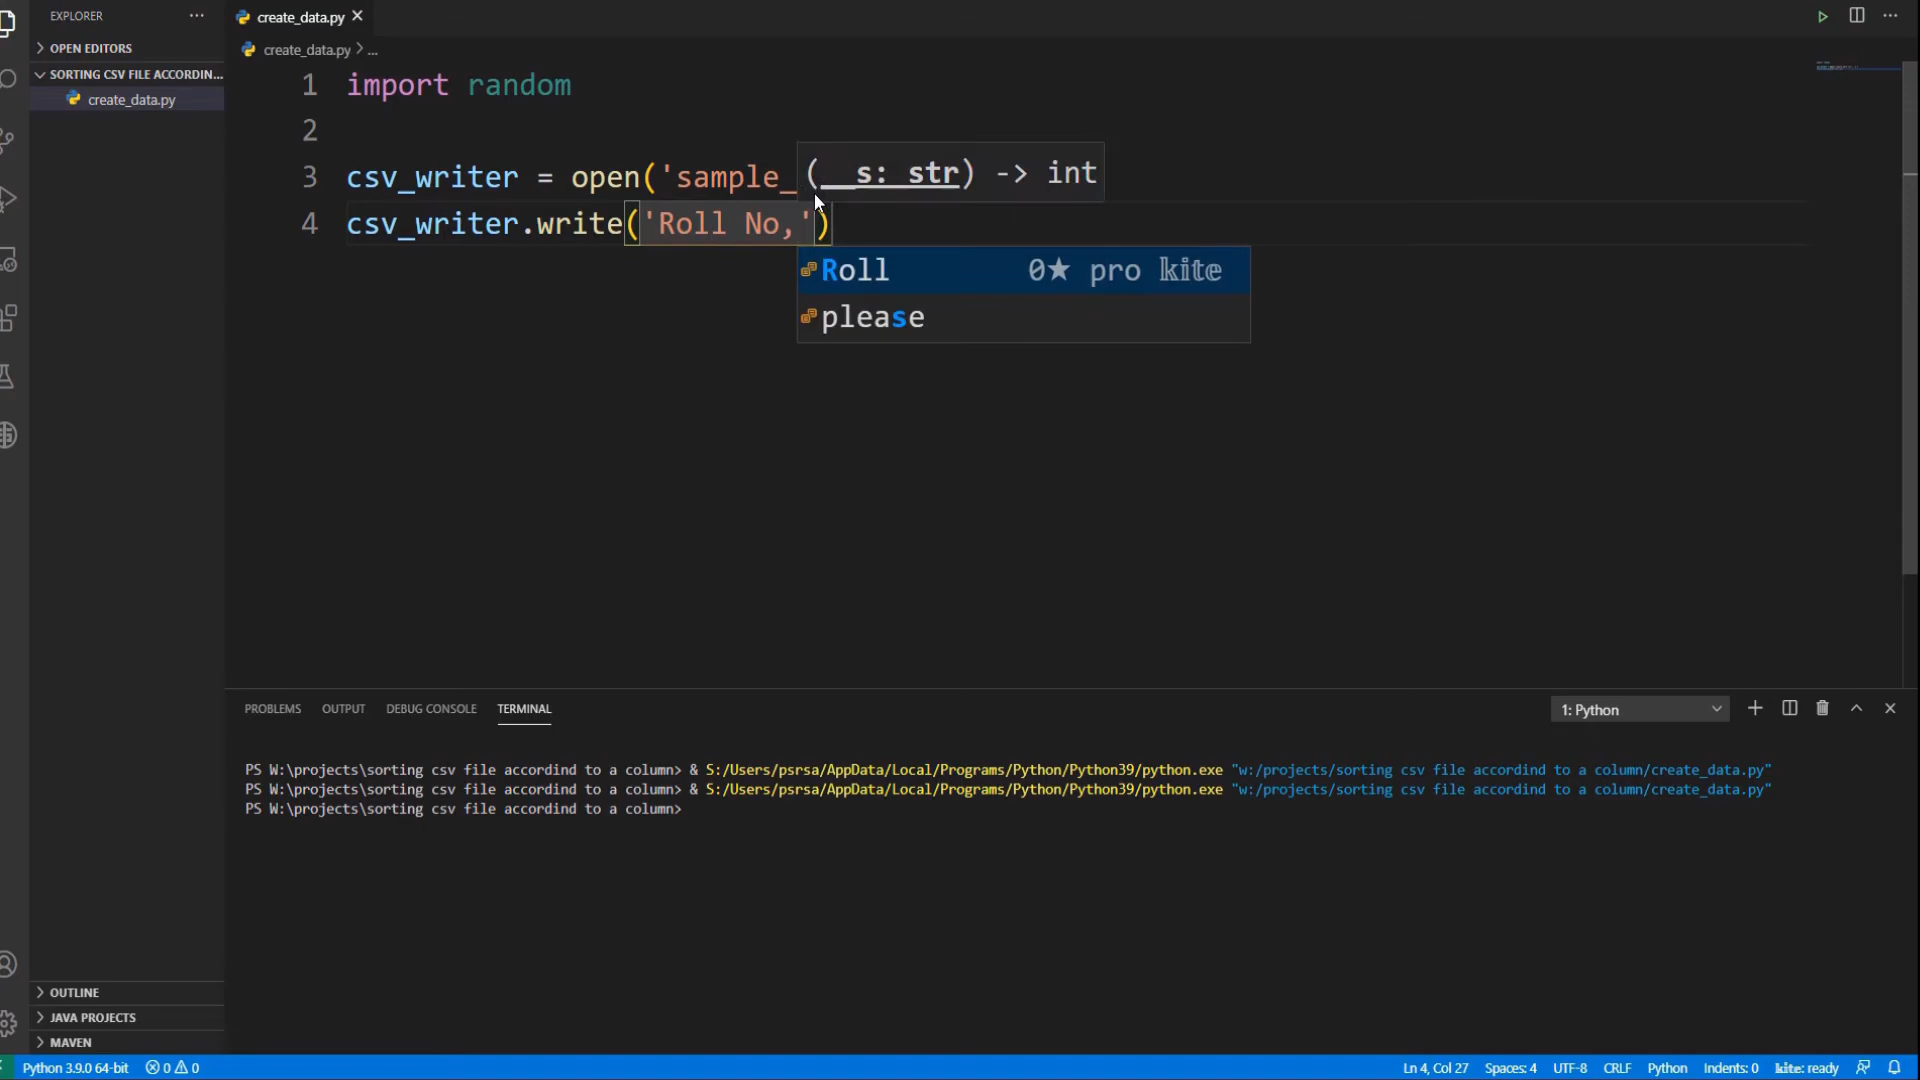 EXPLORER
create_data.py
OPEN EDITORS
create_data.py > ...
SORTING CSV FILE ACCORDIN...
create_data.py
1 import random
2
3 csv_writer = open('sample_
(__s: str) -> int
4 csv_writer.write('Roll No,')
Roll 0★ pro kite
please
PROBLEMS OUTPUT DEBUG CONSOLE TERMINAL
1: Python
PS W:\projects\sorting csv file accordind to a column> & S:/Users/psrsa/AppData/Local/Programs/Python/Python39/python.exe "w:/projects/sorting csv file accordind to a column/create_data.py"
PS W:\projects\sorting csv file accordind to a column> & S:/Users/psrsa/AppData/Local/Programs/Python/Python39/python.exe "w:/projects/sorting csv file accordind to a column/create_data.py"
PS W:\projects\sorting csv file accordind to a column>
OUTLINE
JAVA PROJECTS
MAVEN
Python 3.9.0 64-bit 0 0 Ln 4, Col 27 Spaces: 4 UTF-8 CRLF Python Indents: 0 kite: ready